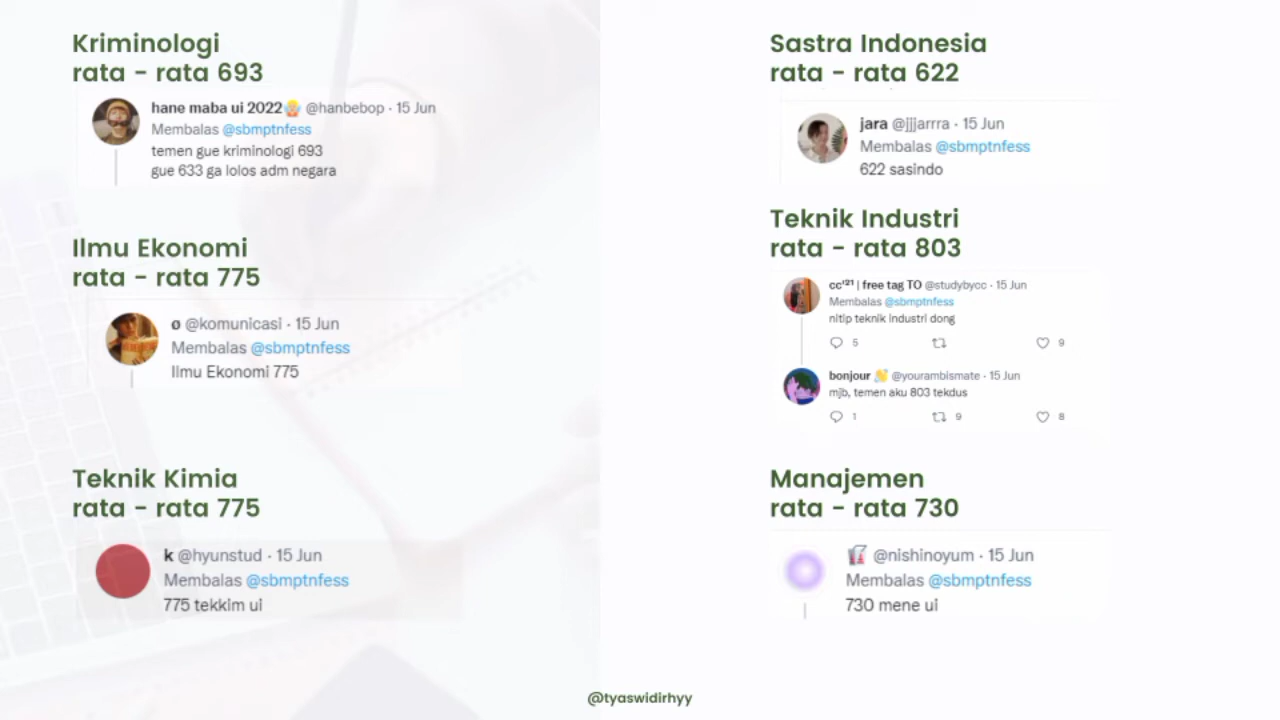 Kriminologi
rata - rata 693
hane maba ui 2022 @hanbebop · 15 Jun
Membalas @sbmptnfess
temen gue kriminologi 693
gue 633 ga lolos adm negara
Ilmu Ekonomi
rata - rata 775
ø @komunicasi · 15 Jun
Membalas @sbmptnfess
Ilmu Ekonomi 775
Teknik Kimia
rata - rata 775
k @hyunstud · 15 Jun
Membalas @sbmptnfess
775 tekkim ui
Sastra Indonesia
rata - rata 622
jara @jjjarrra · 15 Jun
Membalas @sbmptnfess
622 sasindo
Teknik Industri
rata - rata 803
cc'²¹ | free tag TO @studybycc · 15 Jun
Membalas @sbmptnfess
nitip teknik industri dong
5 9
bonjour @yourambismate · 15 Jun
mjb, temen aku 803 tekdus
1 9 8
Manajemen
rata - rata 730
@nishinoyum · 15 Jun
Membalas @sbmptnfess
730 mene ui
@tyaswidirhyy